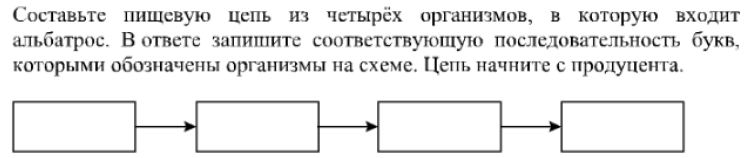 Составьте пищевую цепь из четырёх организмов, в которую входит
альбатрос. В ответе запишите соответствующую последовательность букв,
которыми обозначены организмы на схеме. Цепь начните с продуцента.